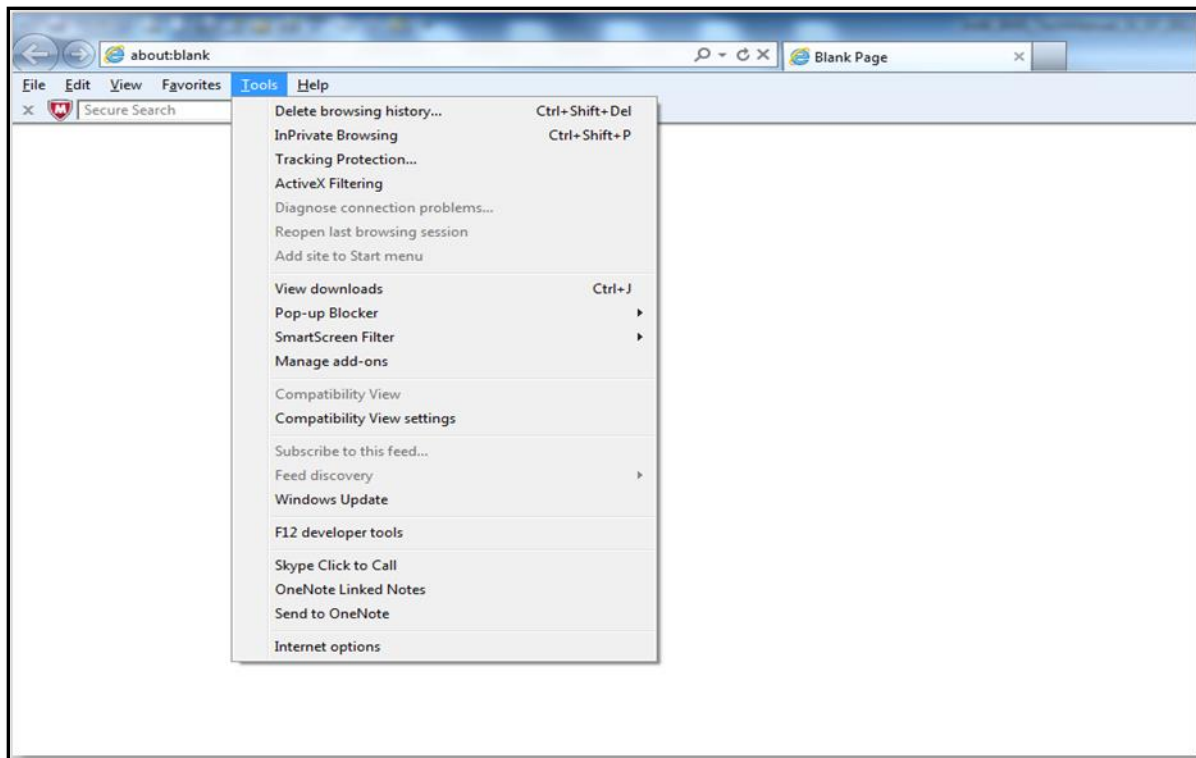 about:blank
Blank Page
File Edit View Favorites Tools Help
Secure Search
Delete browsing history... Ctrl+Shift+Del
InPrivate Browsing Ctrl+Shift+P
Tracking Protection...
ActiveX Filtering
Diagnose connection problems...
Reopen last browsing session
Add site to Start menu
View downloads Ctrl+J
Pop-up Blocker
SmartScreen Filter
Manage add-ons
Compatibility View
Compatibility View settings
Subscribe to this feed...
Feed discovery
Windows Update
F12 developer tools
Skype Click to Call
OneNote Linked Notes
Send to OneNote
Internet options